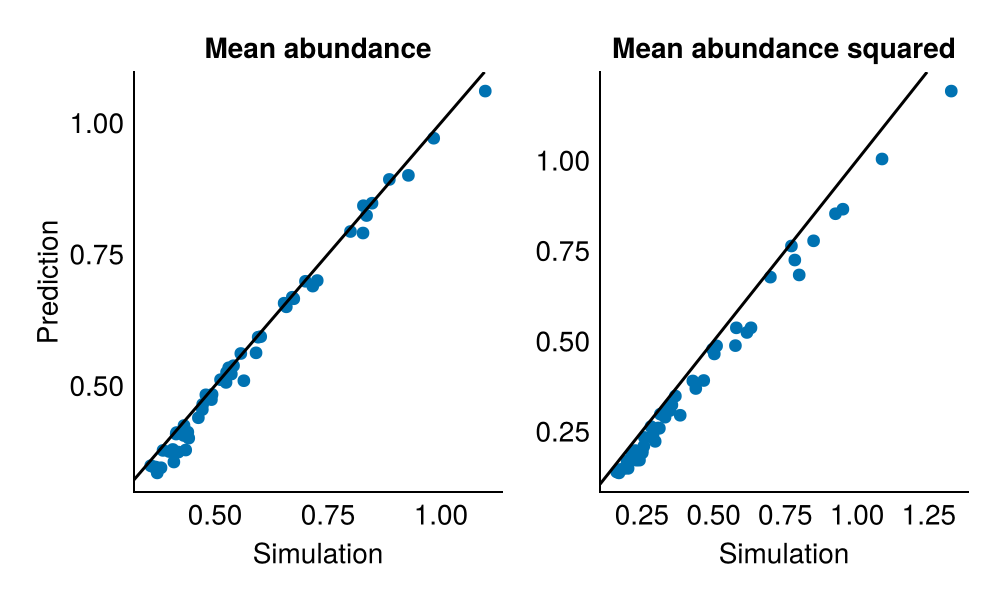 Mean abundance
1.00
0.75
0.50
Prediction
0.50 0.75 1.00
Simulation
Mean abundance squared
1.00
0.75
0.50
0.25
0.25 0.50 0.75 1.00 1.25
Simulation